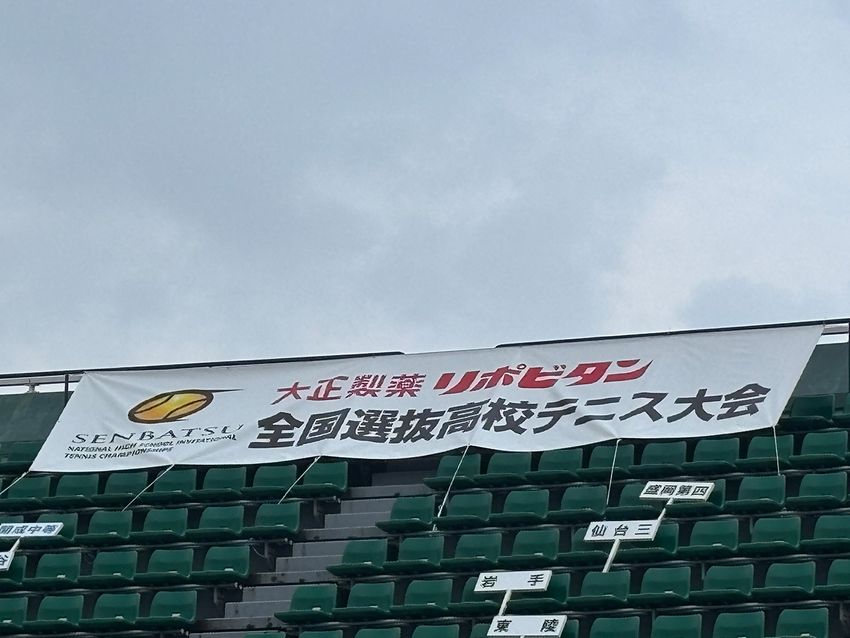 大正製薬 リポビタン
全国選抜高校テニス大会
SENBATSU
NATIONAL HIGH SCHOOL INVITATIONAL
TENNIS CHAMPIONSHIPS
盛岡第四
仙台三
開成中等
谷
岩手
東陵